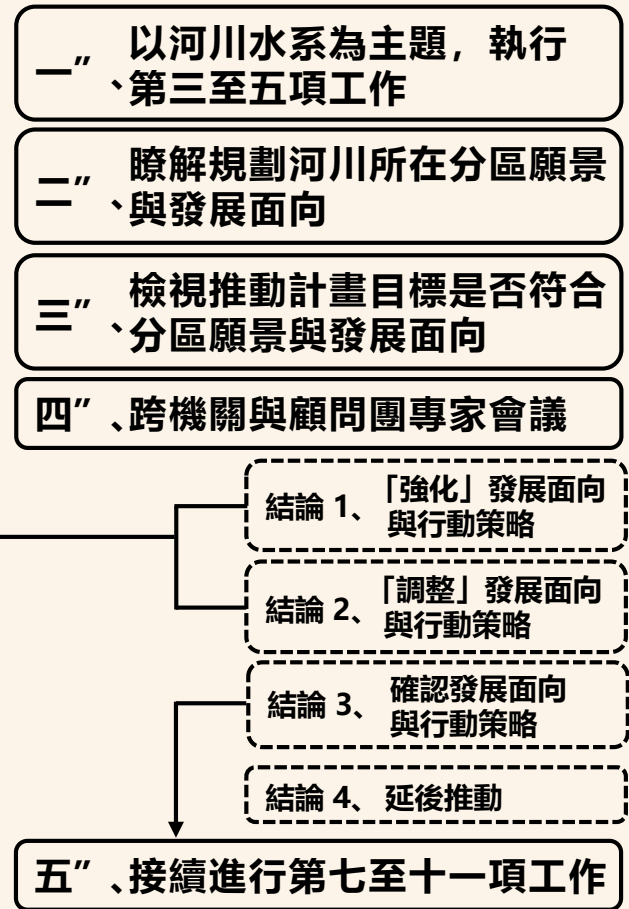 以河川水系為主題，執行
一”、第三至五項工作
瞭解規劃河川所在分區願景
二”、與發展面向
檢視推動計畫目標是否符合
三”、分區願景與發展面向
四”、跨機關與顧問團專家會議
結論 1、「強化」發展面向
與行動策略
結論 2、「調整」發展面向
與行動策略
結論 3、 確認發展面向
與行動策略
結論 4、 延後推動
五”、接續進行第七至十一項工作